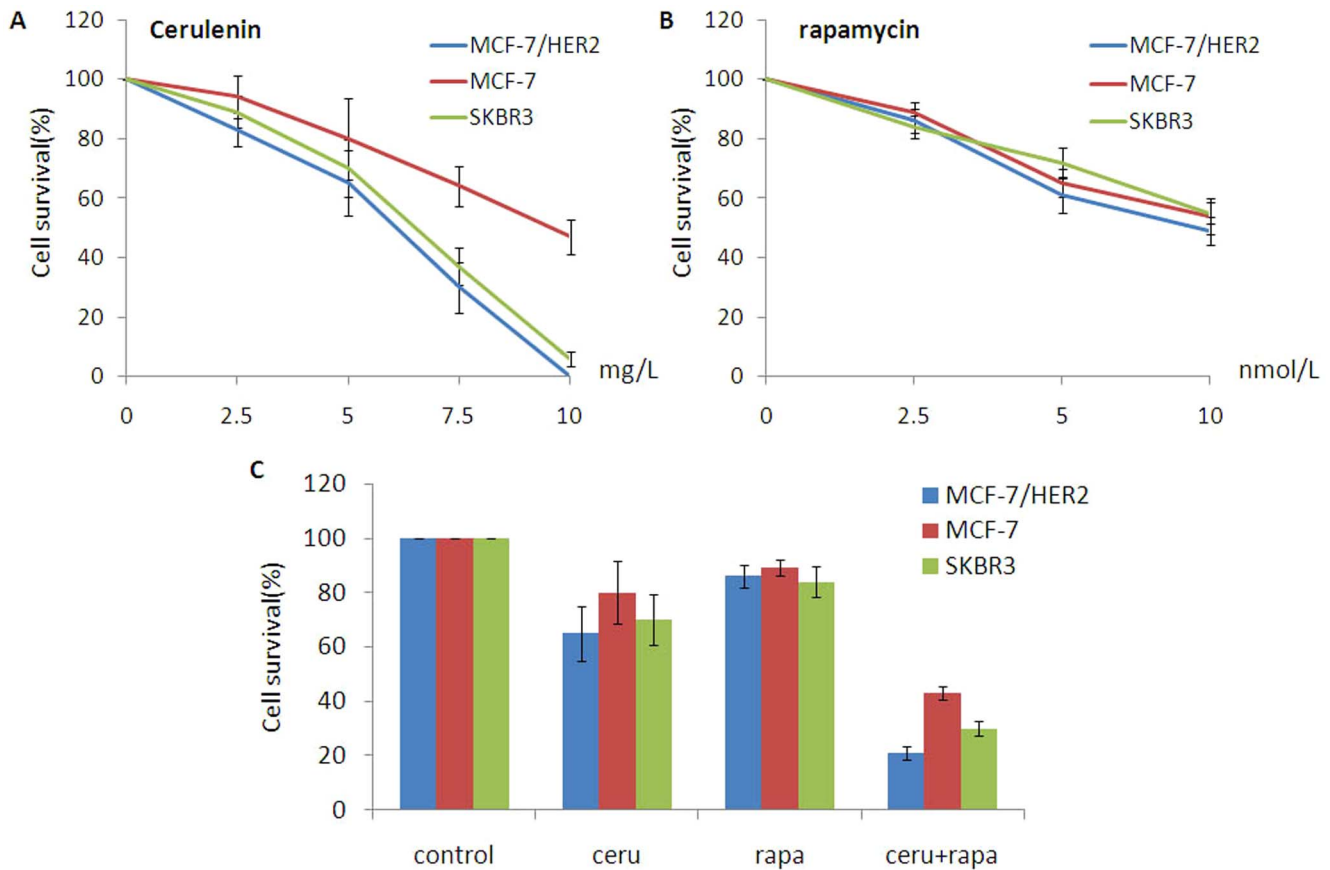 A
Cerulenin
MCF-7/HER2
MCF-7
SKBR3
Cell survival(%)
120
100
80
60
40
20
0
0 2.5 5 7.5 10
mg/L
B
rapamycin
MCF-7/HER2
MCF-7
SKBR3
Cell survival(%)
120
100
80
60
40
20
0
0 2.5 5 10
nmol/L
C
MCF-7/HER2
MCF-7
SKBR3
Cell survival(%)
120
100
80
60
40
20
0
control ceru rapa ceru+rapa